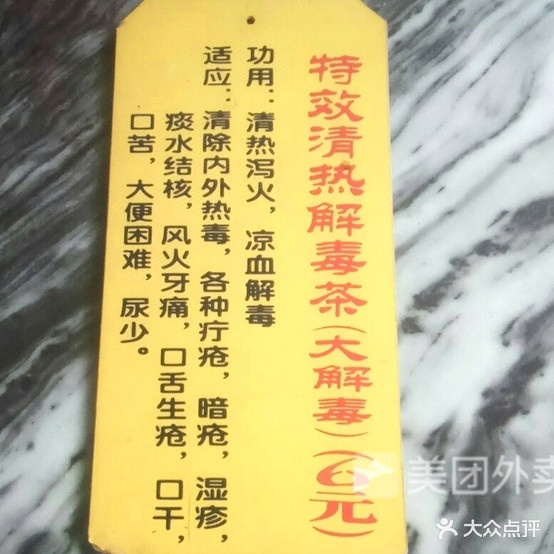 特效清热解毒茶(大解毒)(6元)
功用：清热泻火，凉血解毒
适应：清除内外热毒，各种疔疮，暗疮，湿疹，
痰水结核，风火牙痛，口舌生疮，口干，
口苦，大便困难，尿少。
美团外卖
大众点评